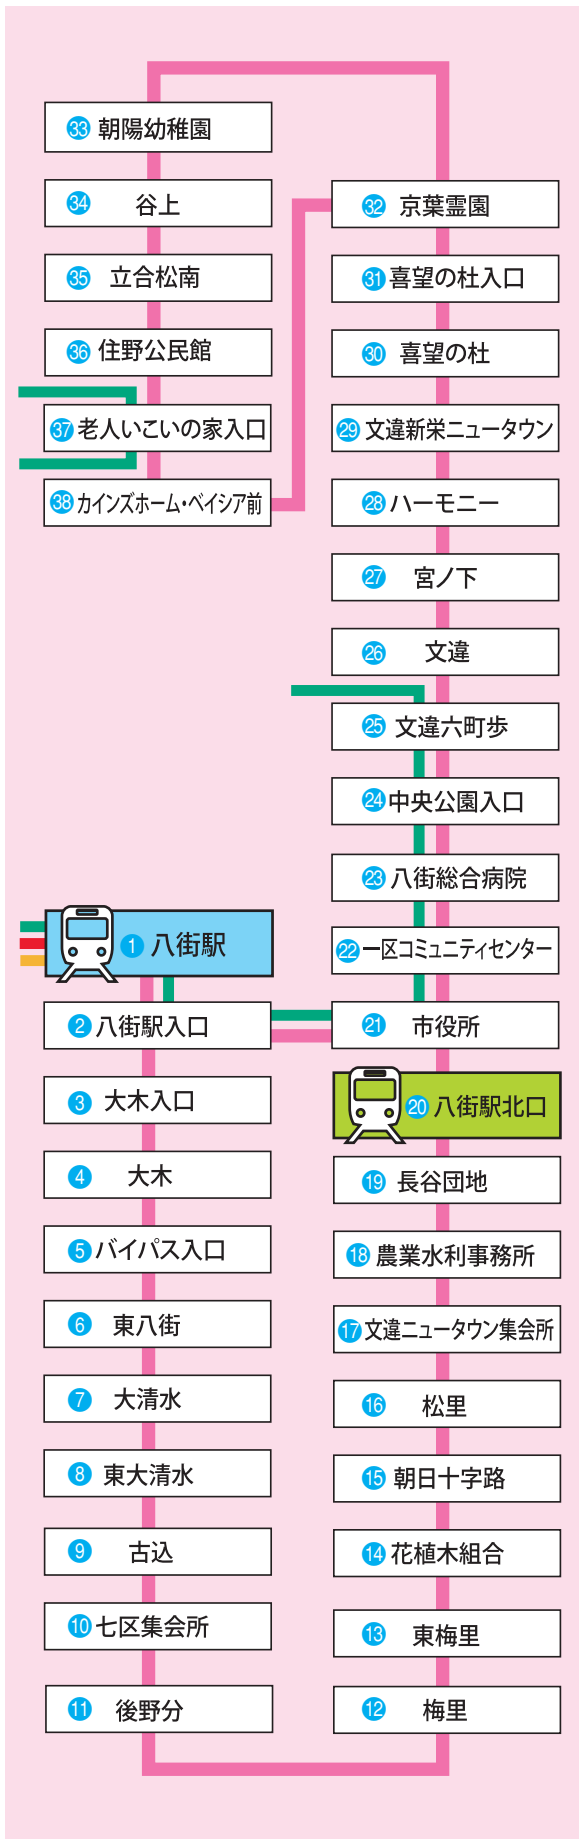 ㉝ 朝陽幼稚園
㉞ 谷上
㉟ 立合松南
㊱ 住野公民館
㊲ 老人いこいの家入口
㊳ カインズホーム・ベイシア前
㉜ 京葉霊園
㉛ 喜望の杜入口
㉚ 喜望の杜
㉙ 文違新栄ニュータウン
㉘ ハーモニー
㉗ 宮ノ下
㉖ 文違
㉕ 文違六町歩
㉔ 中央公園入口
㉓ 八街総合病院
㉒ 一区コミュニティセンター
㉑ 市役所
⑳ 八街駅北口
⑲ 長谷団地
⑱ 農業水利事務所
⑰ 文違ニュータウン集会所
⑯ 松里
⑮ 朝日十字路
⑭ 花植木組合
⑬ 東梅里
⑫ 梅里
① 八街駅
② 八街駅入口
③ 大木入口
④ 大木
⑤ バイパス入口
⑥ 東八街
⑦ 大清水
⑧ 東大清水
⑨ 古込
⑩ 七区集会所
⑪ 後野分